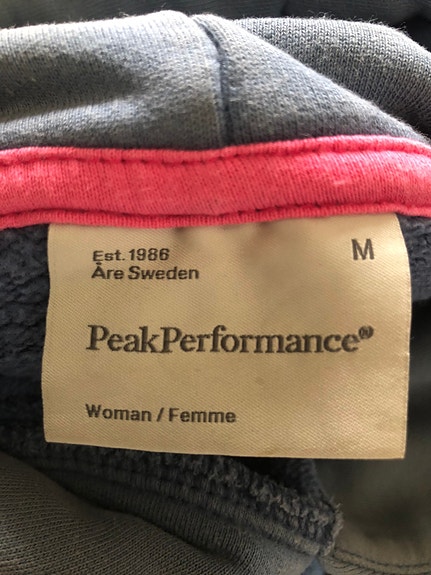 Est. 1986
M
Åre Sweden
PeakPerformance®
Woman / Femme